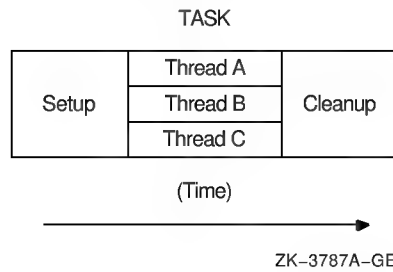 TASK
Setup
Thread A
Thread B
Thread C
Cleanup
(Time)
ZK–3787A–GE